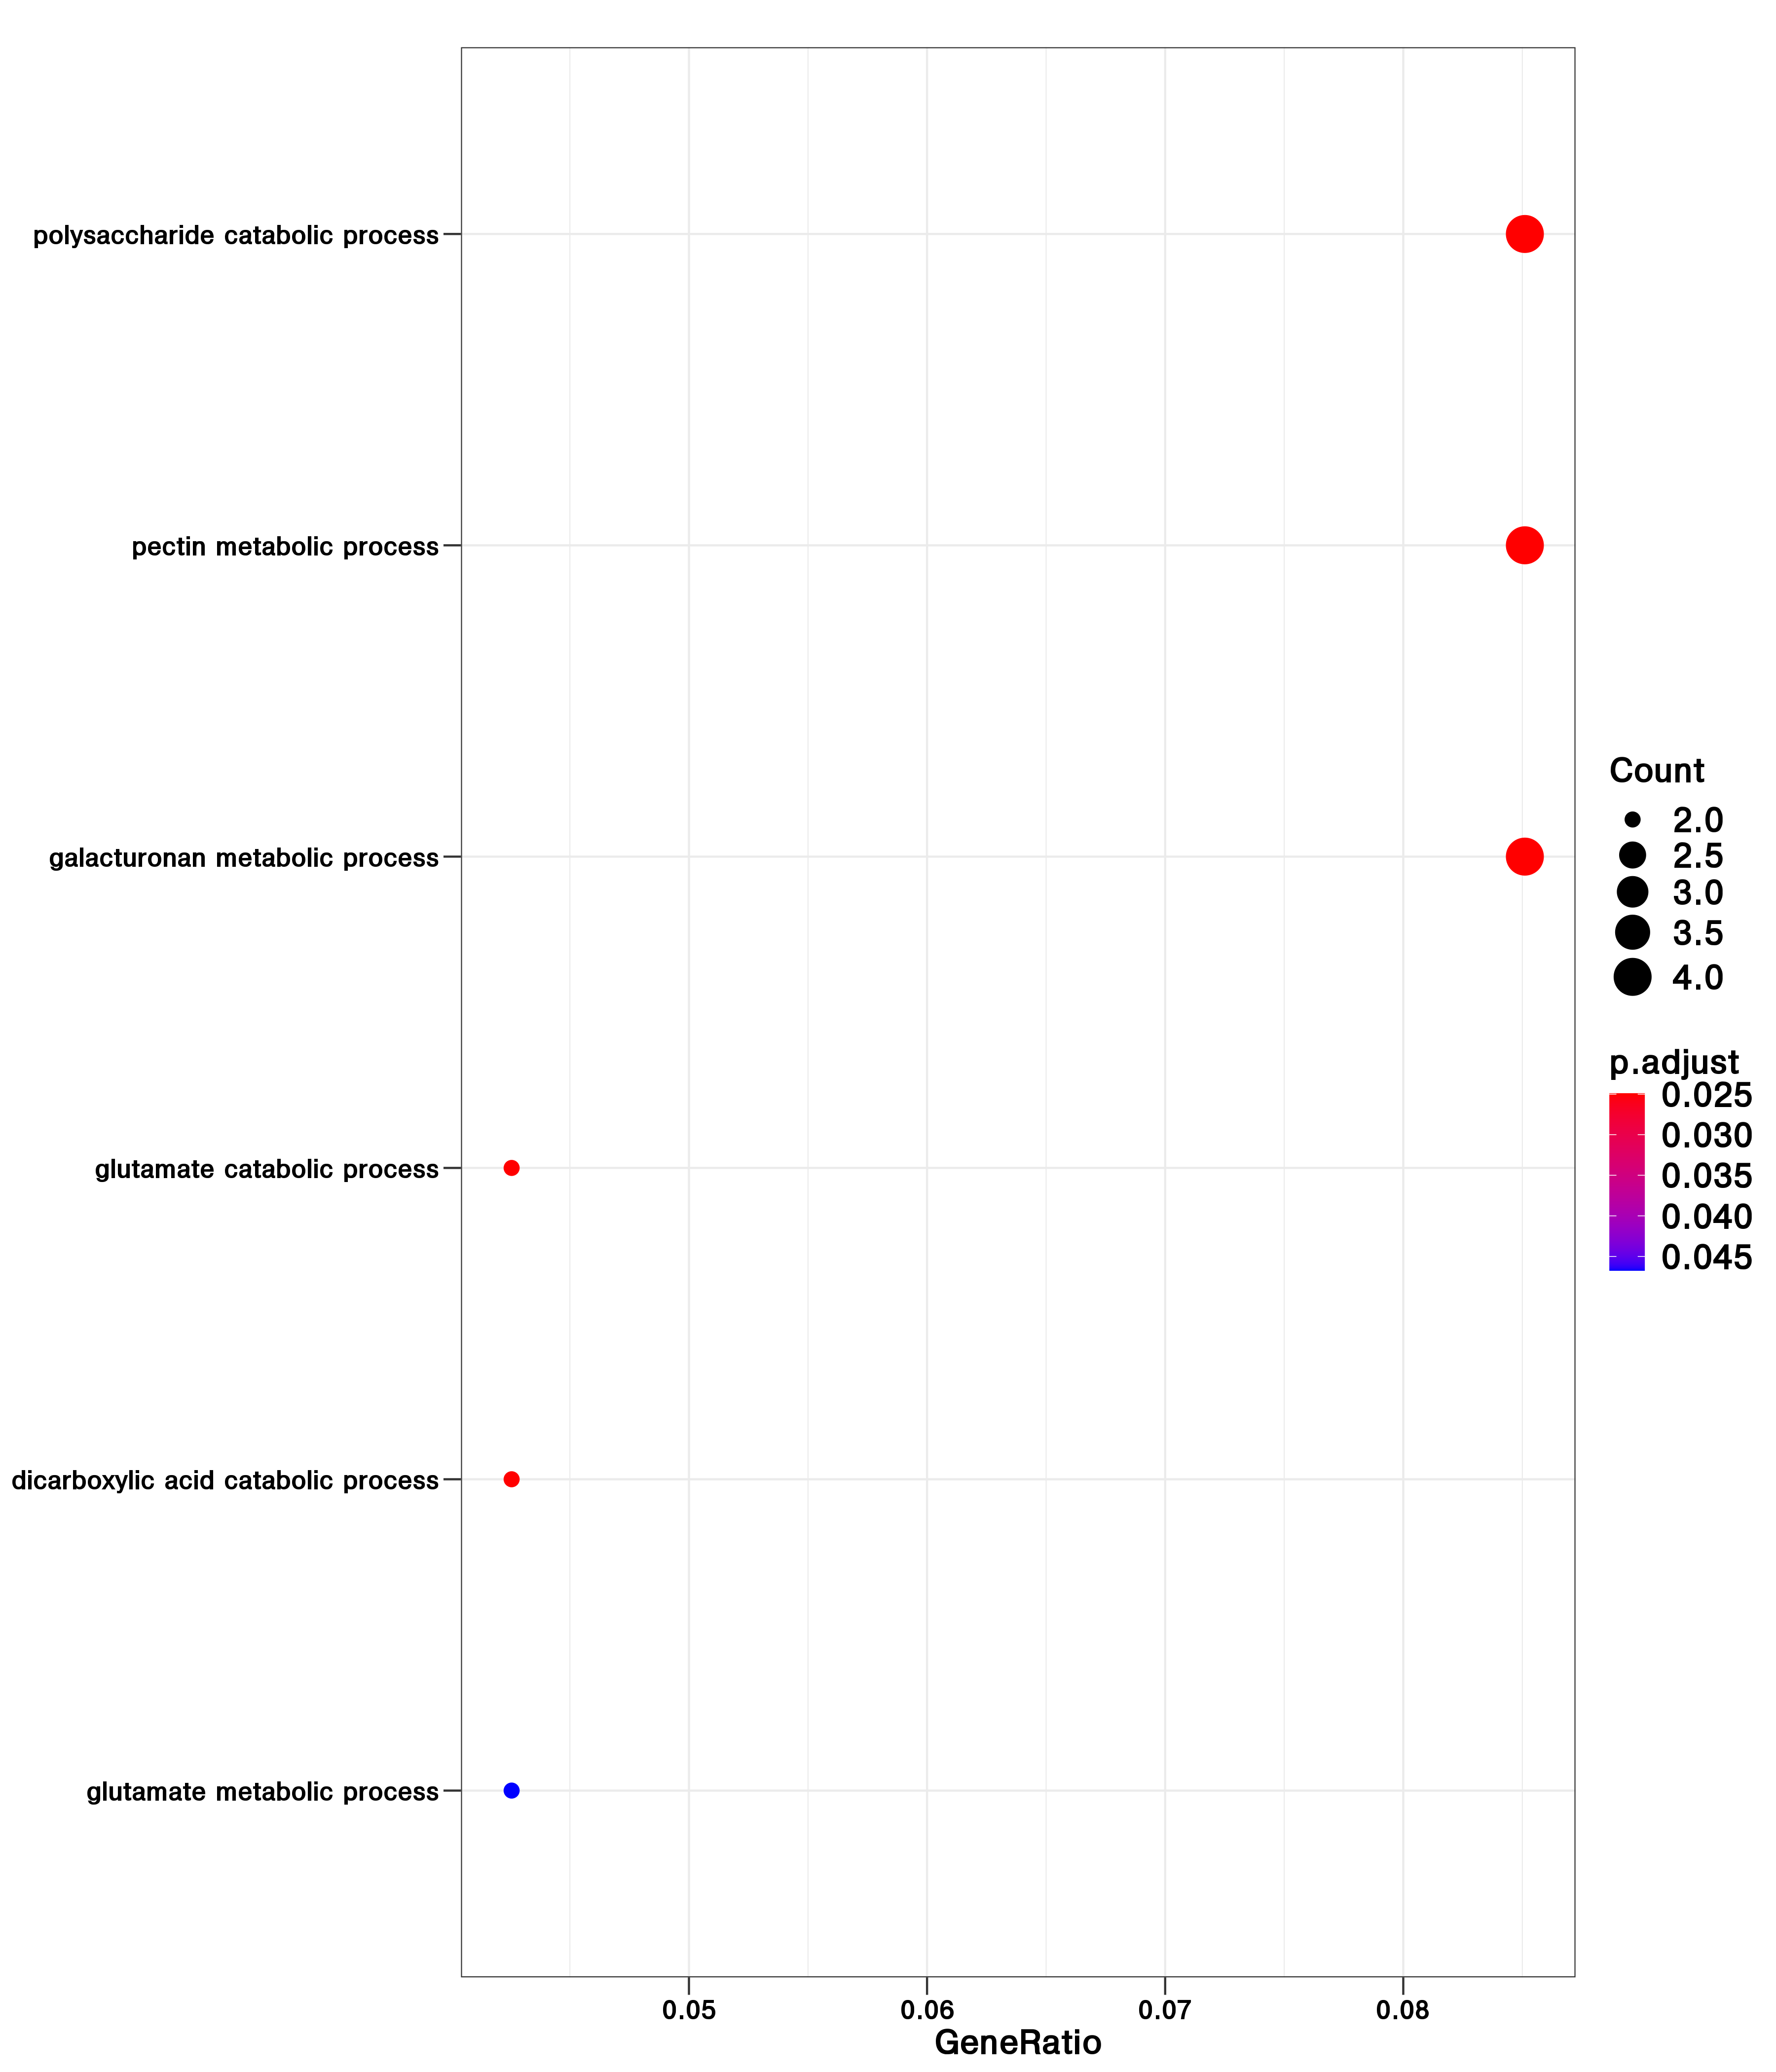 polysaccharide catabolic process
pectin metabolic process
galacturonan metabolic process
glutamate catabolic process
dicarboxylic acid catabolic process
glutamate metabolic process
0.05 0.06 0.07 0.08
GeneRatio
Count
2.0
2.5
3.0
3.5
4.0
p.adjust
0.025
0.030
0.035
0.040
0.045